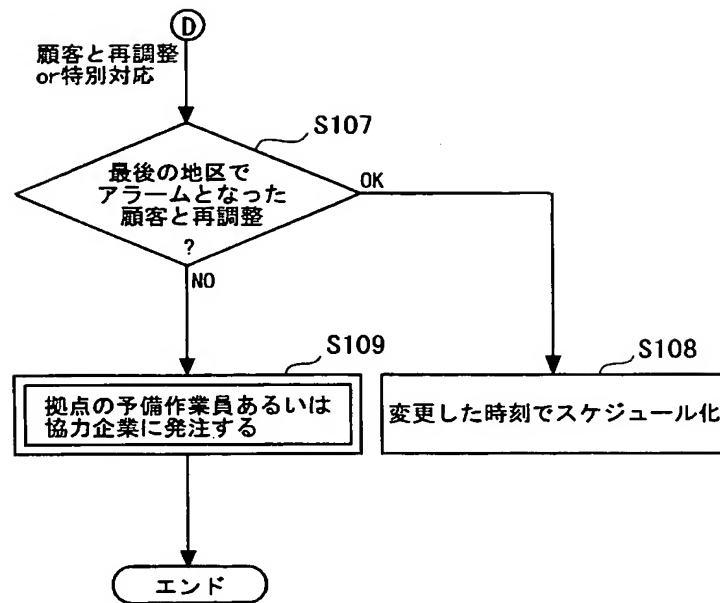 D
顧客と再調整
or特別対応
S107
最後の地区で
アラームとなった
顧客と再調整
?
OK
NO
S109
拠点の予備作業員あるいは
協力企業に発注する
S108
変更した時刻でスケジュール化
エンド